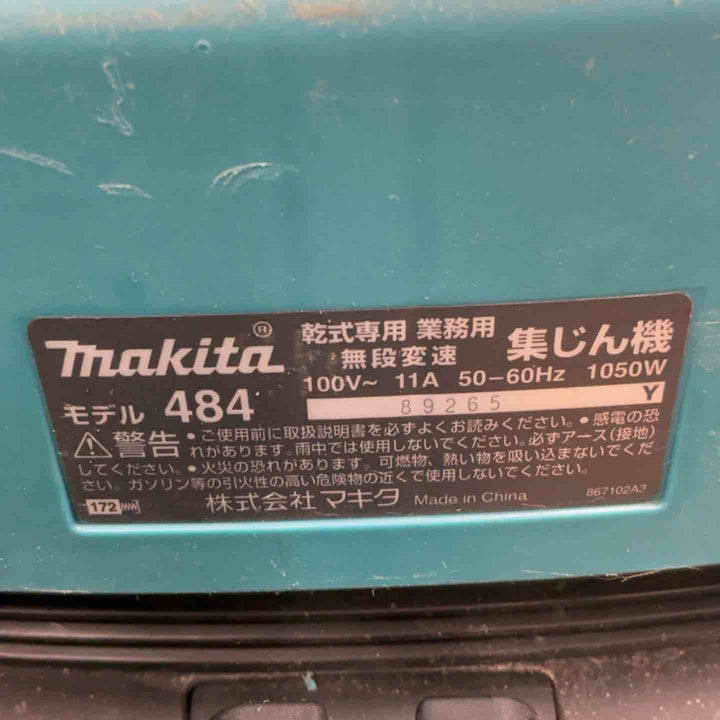 makita®
乾式専用 業務用
無段変速
集じん機
100V~ 11A 50-60Hz 1050W
モデル 484
89265 Y
警告 ●ご使用前に取扱説明書を必ずよくお読みください。●感電の恐
れがあります。雨中では使用しないでください。必ずアース(接地)
してください。●火災の恐れがあります。可燃物、熱い物を吸い込ませないでくだ
さい。ガソリン等の引火性の高い危険物の近くで使用しないでください。
172
株式会社マキタ Made in China 867102A3